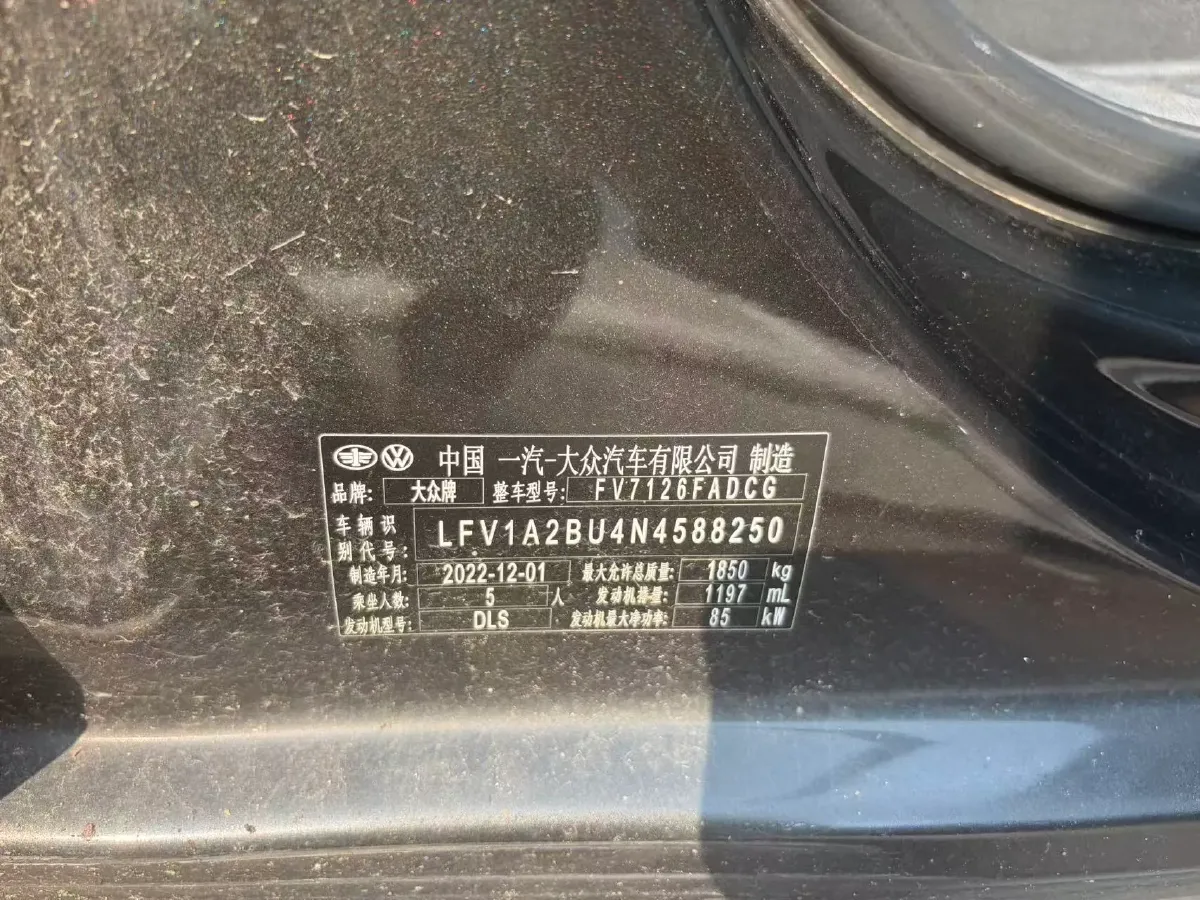 中国 一汽-大众汽车有限公司 制造
品牌: 大众牌 整车型号: FV7126FADCG
车辆识别代号: LFV1A2BU4N4588250
制造年月: 2022-12-01 最大允许总质量: 1850 kg
乘坐人数: 5 人 发动机排量: 1197 mL
发动机型号: DLS 发动机最大净功率: 85 kW